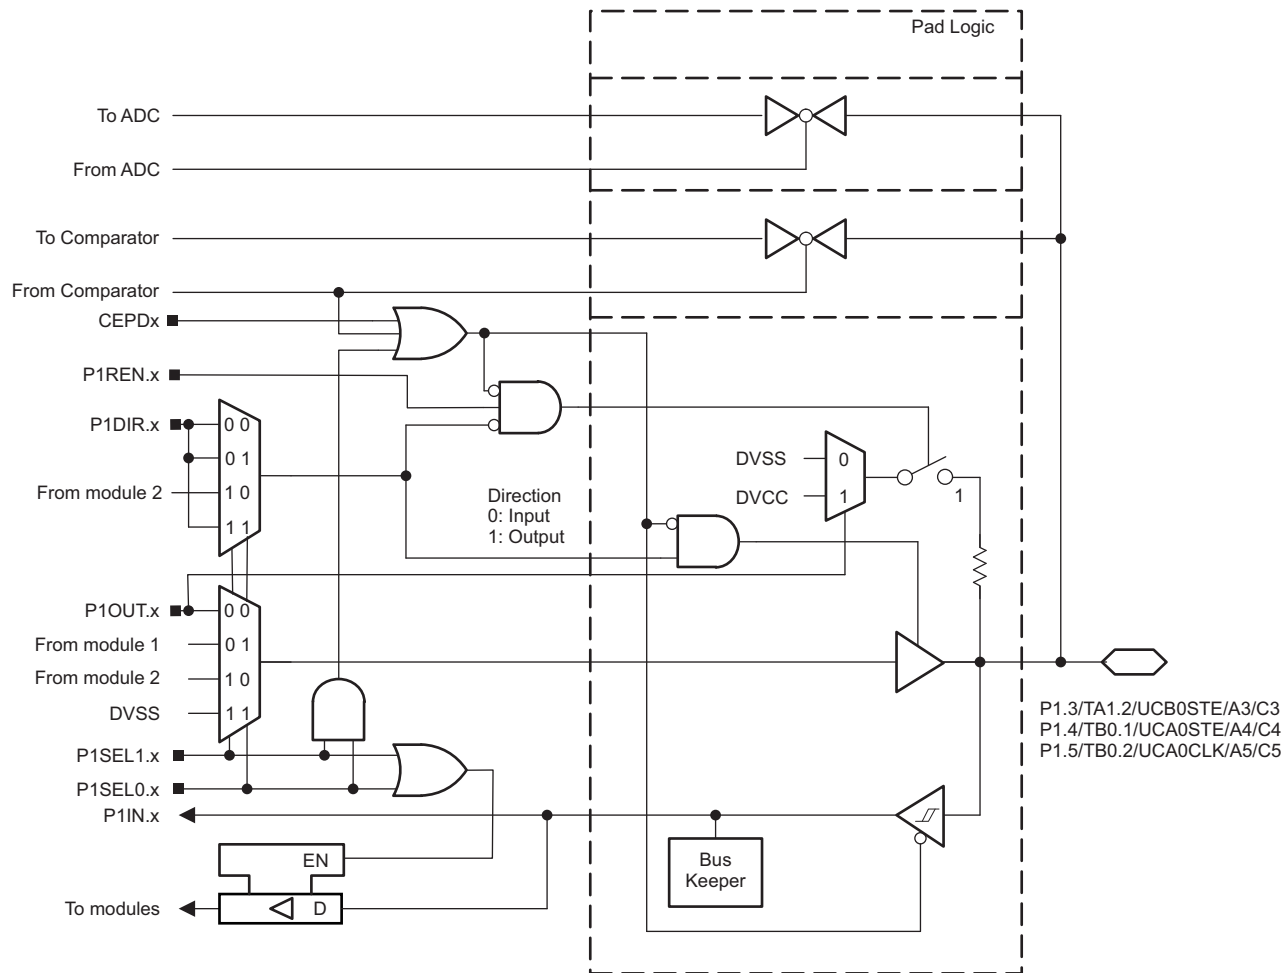 Pad Logic
To ADC
From ADC
To Comparator
From Comparator
CEPDx
P1REN.x
P1DIR.x
0 0
0 1
From module 2
1 0
1 1
Direction
0: Input
1: Output
DVSS
0
DVCC
1
1
P1OUT.x
0 0
From module 1
0 1
From module 2
1 0
DVSS
1 1
P1.3/TA1.2/UCB0STE/A3/C3
P1.4/TB0.1/UCA0STE/A4/C4
P1.5/TB0.2/UCA0CLK/A5/C5
P1SEL1.x
P1SEL0.x
P1IN.x
EN
Bus
Keeper
To modules
D